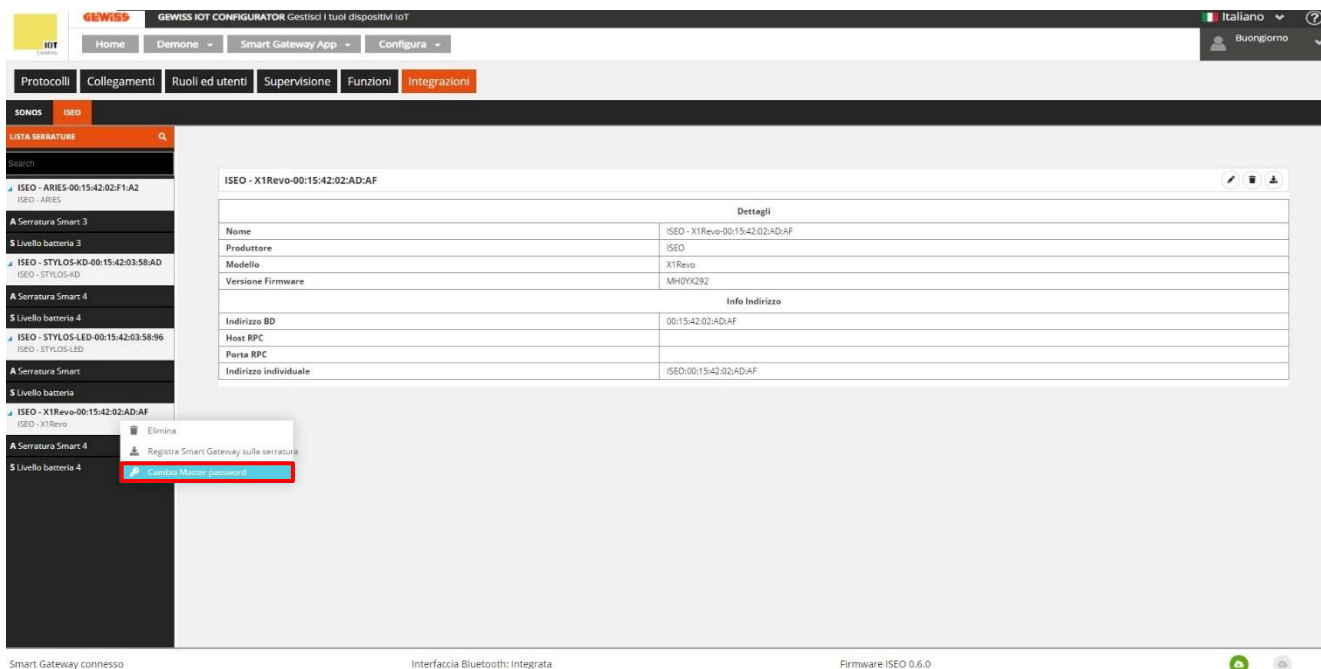 GEWISS GEWISS IOT CONFIGURATOR Gestisci i tuoi dispositivi IoT Italiano
IOT
Home Demone Smart Gateway App Configura Buongiorno
Protocolli Collegamenti Ruoli ed utenti Supervisione Funzioni Integrazioni
SONOS ISEO
LISTA SERRATURE
Search
ISEO - ARIES-00:15:42:02:F1:A2
ISEO - ARIES
A Serratura Smart 3
S Livello batteria 3
ISEO - STYLOS-KD-00:15:42:03:58:AD
ISEO - STYLOS-KD
A Serratura Smart 4
S Livello batteria 4
ISEO - STYLOS-LED-00:15:42:03:58:96
ISEO - STYLOS-LED
A Serratura Smart
S Livello batteria
ISEO - X1Revo-00:15:42:02:AD:AF
ISEO - X1Revo
A Serratura Smart 4
S Livello batteria 4
Elimina
Registra Smart Gateway sulla serratura
Cambia Master password
ISEO - X1Revo-00:15:42:02:AD:AF
Dettagli
Nome ISEO - X1Revo-00:15:42:02:AD:AF
Produttore ISEO
Modello X1Revo
Versione Firmware MH0YX292
Info Indirizzo
Indirizzo BD 00:15:42:02:AD:AF
Host RPC
Porta RPC
Indirizzo individuale ISEO:00:15:42:02:AD:AF
Smart Gateway connesso Interfaccia Bluetooth: Integrata Firmware ISEO 0.6.0